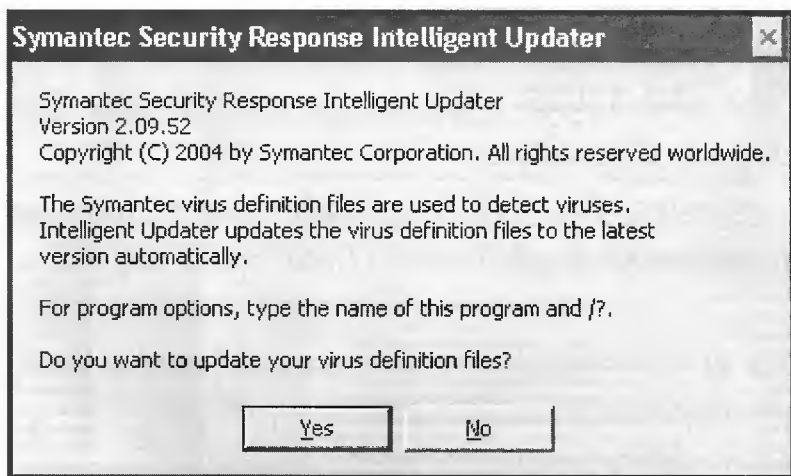 Symantec Security Response Intelligent Updater
Symantec Security Response Intelligent Updater
Version 2.09.52
Copyright (C) 2004 by Symantec Corporation. All rights reserved worldwide.
The Symantec virus definition files are used to detect viruses.
Intelligent Updater updates the virus definition files to the latest
version automatically.
For program options, type the name of this program and /?.
Do you want to update your virus definition files?
Yes No